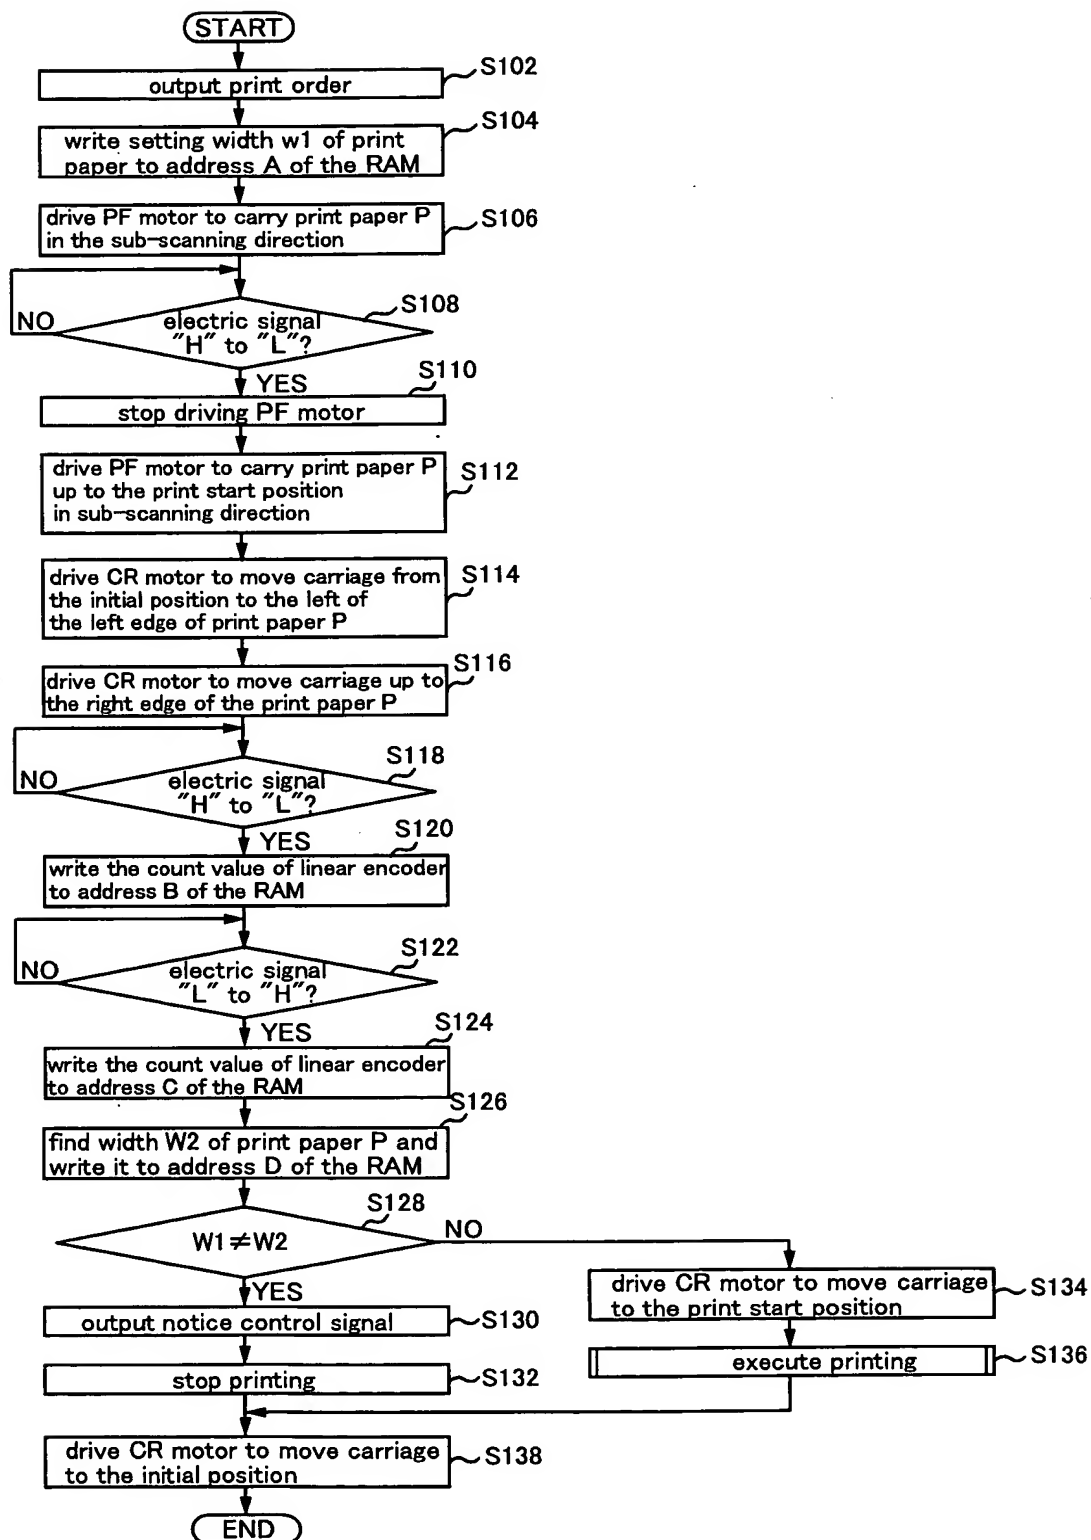 START
output print order
S102
write setting width w1 of print
paper to address A of the RAM
S104
drive PF motor to carry print paper P
in the sub-scanning direction
S106
electric signal
"H" to "L"?
S108
NO
YES
S110
stop driving PF motor
drive PF motor to carry print paper P
up to the print start position
in sub-scanning direction
S112
drive CR motor to move carriage from
the initial position to the left of
the left edge of print paper P
S114
S116
drive CR motor to move carriage up to
the right edge of the print paper P
S118
electric signal
"H" to "L"?
NO
YES
S120
write the count value of linear encoder
to address B of the RAM
S122
electric signal
"L" to "H"?
NO
YES
S124
write the count value of linear encoder
to address C of the RAM
S126
find width W2 of print paper P and
write it to address D of the RAM
S128
W1≠W2
NO
YES
drive CR motor to move carriage
to the print start position
S134
output notice control signal
S130
execute printing
S136
stop printing
S132
drive CR motor to move carriage
to the initial position
S138
END